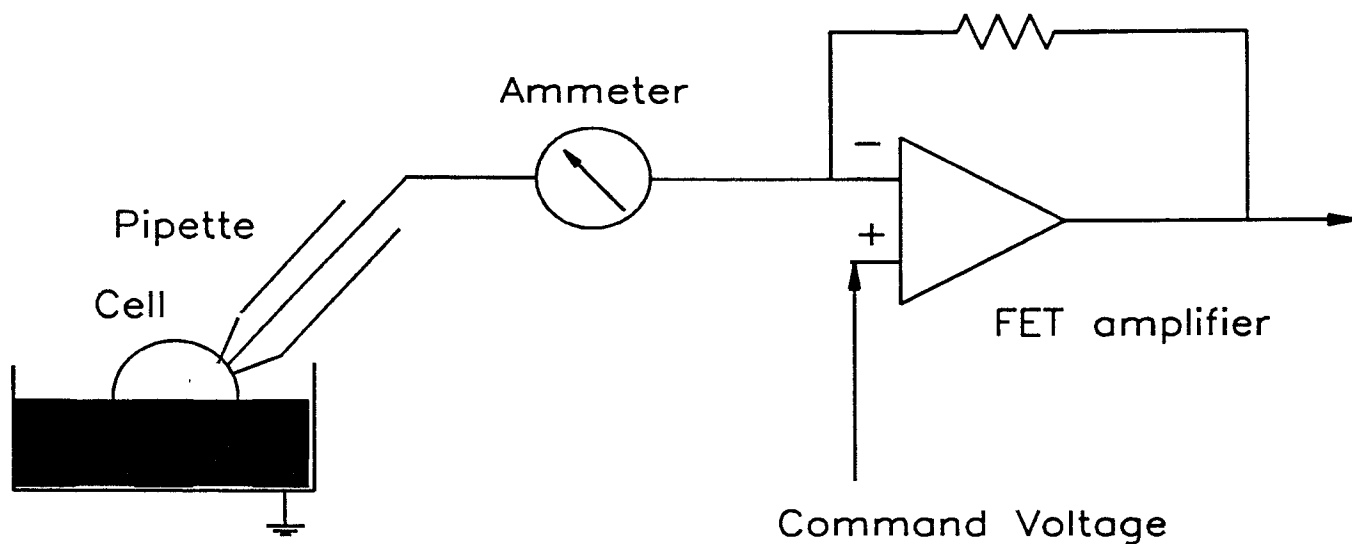 Ammeter
Pipette
Cell
−
+
FET amplifier
Command Voltage